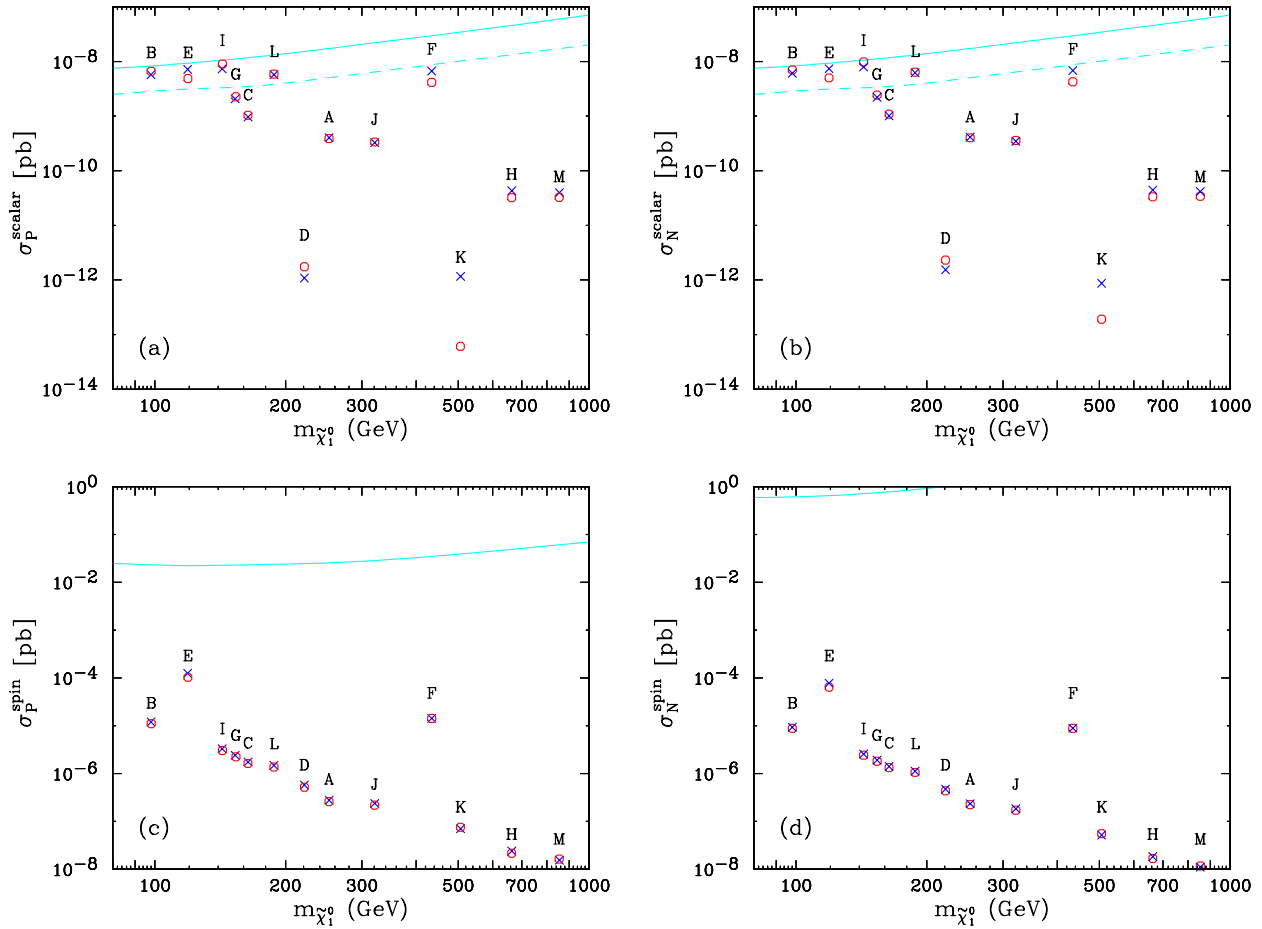 B E I L F
G
C
A J
H M
D
K
10⁻⁸
10⁻¹⁰
10⁻¹²
10⁻¹⁴
σ_P^scalar [pb]
(a)
100 200 300 500 700 1000
m_χ̃₁⁰ (GeV)
B E I L F
G
C
A J
H M
D
K
10⁻⁸
10⁻¹⁰
10⁻¹²
10⁻¹⁴
σ_N^scalar [pb]
(b)
100 200 300 500 700 1000
m_χ̃₁⁰ (GeV)
10⁰
10⁻²
10⁻⁴
10⁻⁶
10⁻⁸
σ_P^spin [pb]
E
B F
I G C L
D A J
K
H M
(c)
100 200 300 500 700 1000
m_χ̃₁⁰ (GeV)
10⁰
10⁻²
10⁻⁴
10⁻⁶
10⁻⁸
σ_N^spin [pb]
E
B F
I G C L
D A J
K
H M
(d)
100 200 300 500 700 1000
m_χ̃₁⁰ (GeV)